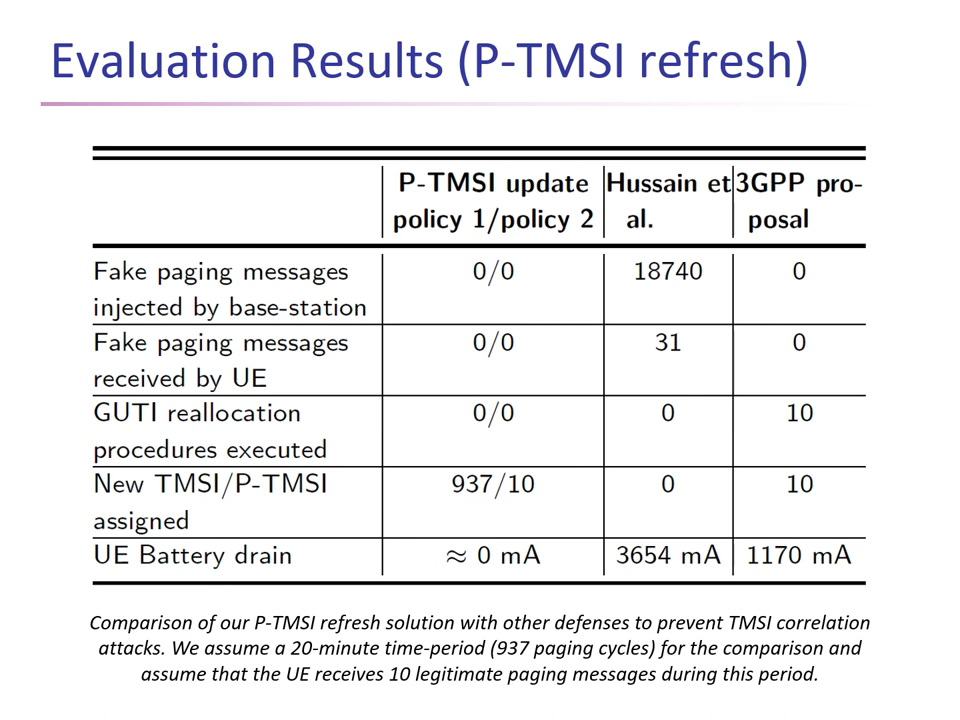 Evaluation Results (P-TMSI refresh)
P-TMSI update policy 1/policy 2 Hussain et al. 3GPP pro-posal
Fake paging messages injected by base-station 0/0 18740 0
Fake paging messages received by UE 0/0 31 0
GUTI reallocation procedures executed 0/0 0 10
New TMSI/P-TMSI assigned 937/10 0 10
UE Battery drain ≈ 0 mA 3654 mA 1170 mA
Comparison of our P-TMSI refresh solution with other defenses to prevent TMSI correlation
attacks. We assume a 20-minute time-period (937 paging cycles) for the comparison and
assume that the UE receives 10 legitimate paging messages during this period.